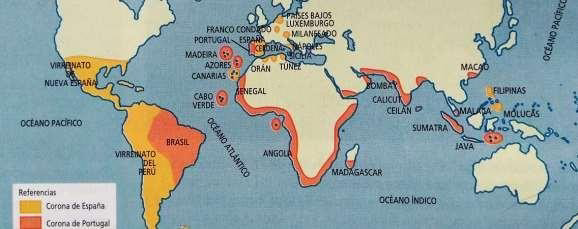 PAÍSES BAJOS
LUXEMBURGO
FRANCO CONDADO
MILANESADO
PORTUGAL
ESPAÑA
NÁPOLES
CERDEÑA
SICILIA
MADEIRA
AZORES
CANARIAS
ORÁN
TÚNEZ
VIRREINATO
NUEVA ESPAÑA
SENEGAL
CABO
VERDE
BOMBAY
CALICUT
CEILÁN
MACAO
FILIPINAS
MALACA
MOLUCAS
SUMATRA
JAVA
OCÉANO PACÍFICO
OCÉANO PACÍFICO
OCÉANO ATLÁNTICO
BRASIL
VIRREINATO
DEL
PERÚ
ANGOLA
MADAGASCAR
OCÉANO ÍNDICO
Referencias
Corona de España
Corona de Portugal